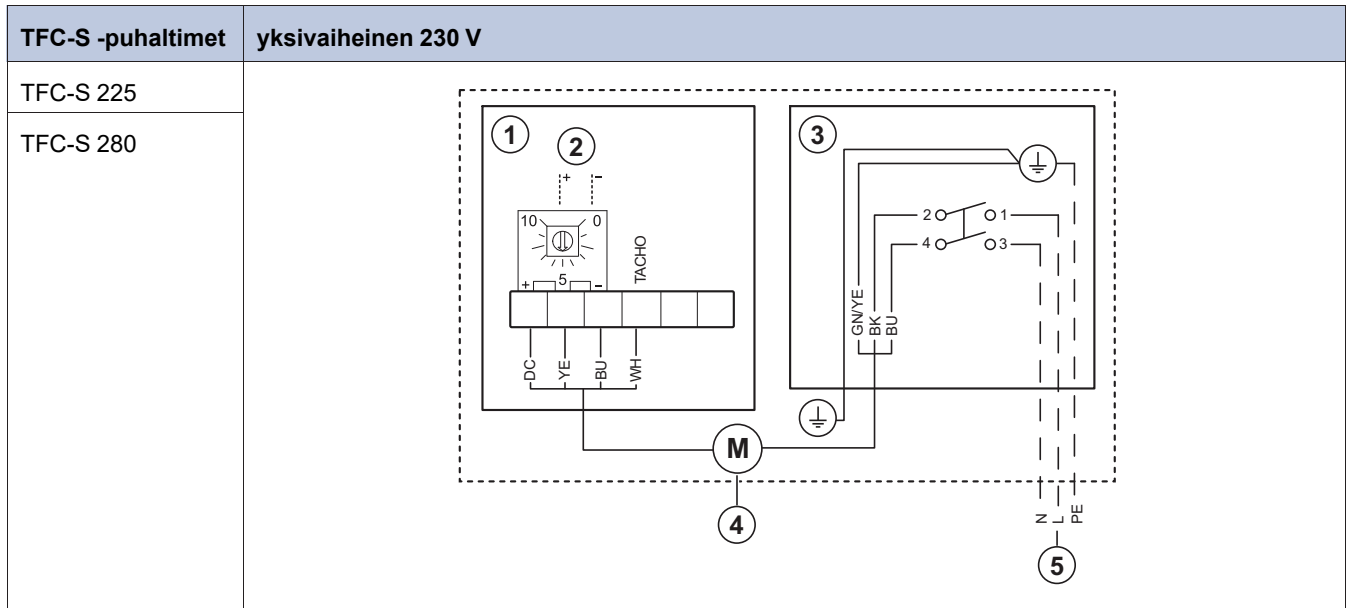 TFC-S -puhaltimet yksivaiheinen 230 V
TFC-S 225
TFC-S 280
1
2
3
+ -
10 0
5
+ -
TACHO
2 1
4 3
GN/YE
BK
BU
DC
YE
BU
WH
M
4
N
L
PE
5